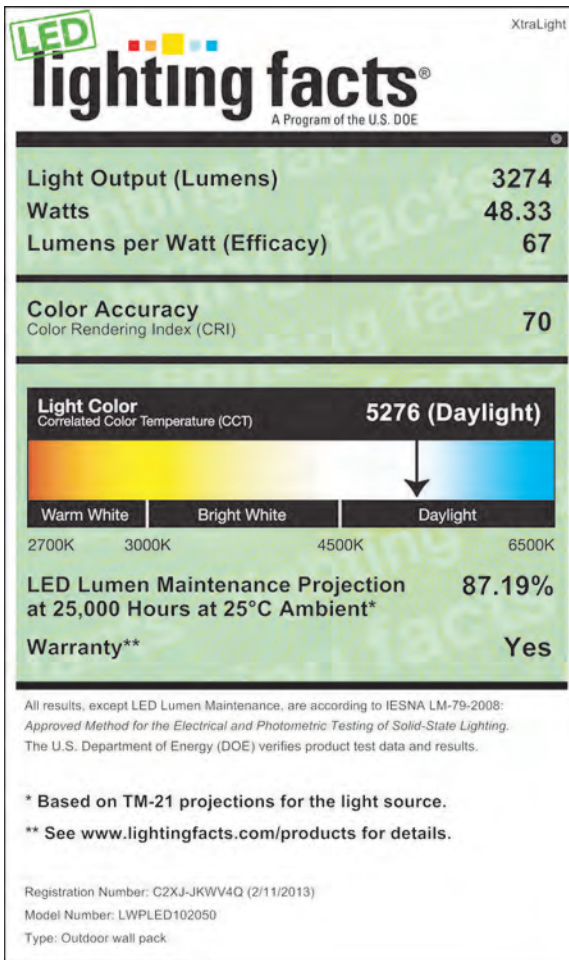 XtraLight
LED
lighting facts®
A Program of the U.S. DOE
Light Output (Lumens) 3274
Watts 48.33
Lumens per Watt (Efficacy) 67
Color Accuracy 70
Color Rendering Index (CRI)
Light Color 5276 (Daylight)
Correlated Color Temperature (CCT)
Warm White Bright White Daylight
2700K 3000K 4500K 6500K
LED Lumen Maintenance Projection 87.19%
at 25,000 Hours at 25°C Ambient*
Warranty** Yes
All results, except LED Lumen Maintenance, are according to IESNA LM-79-2008:
Approved Method for the Electrical and Photometric Testing of Solid-State Lighting.
The U.S. Department of Energy (DOE) verifies product test data and results.
* Based on TM-21 projections for the light source.
** See www.lightingfacts.com/products for details.
Registration Number: C2XJ-JKWV4Q (2/11/2013)
Model Number: LWPLED102050
Type: Outdoor wall pack